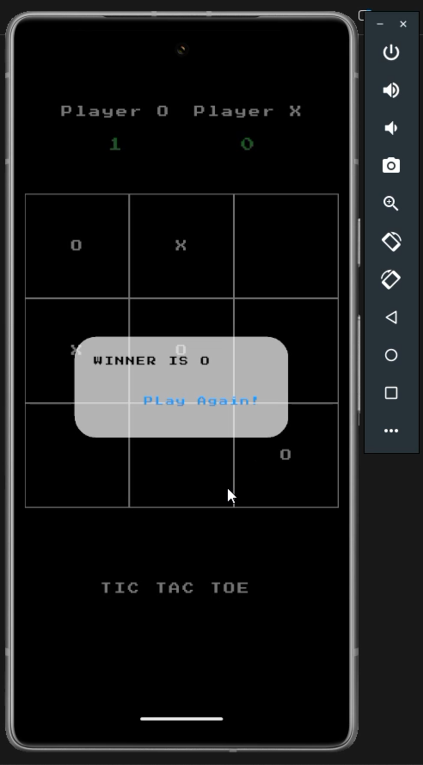 Player O Player X
1 0
O X
X O
WINNER IS O
PLay Again!
O
TIC TAC TOE